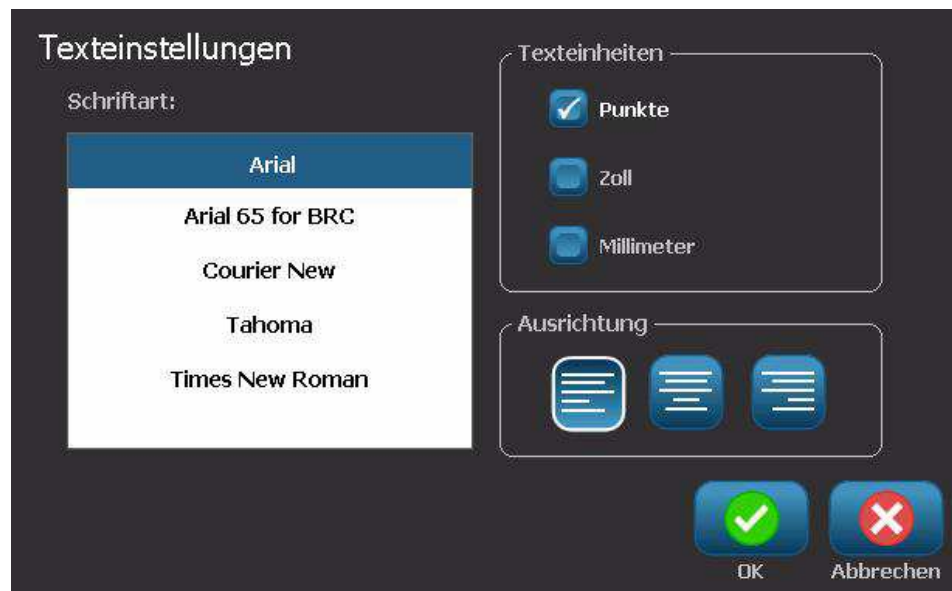 Texteinstellungen
Schriftart:
Arial
Arial 65 for BRC
Courier New
Tahoma
Times New Roman
Texteinheiten
Punkte
Zoll
Millimeter
Ausrichtung
OK
Abbrechen